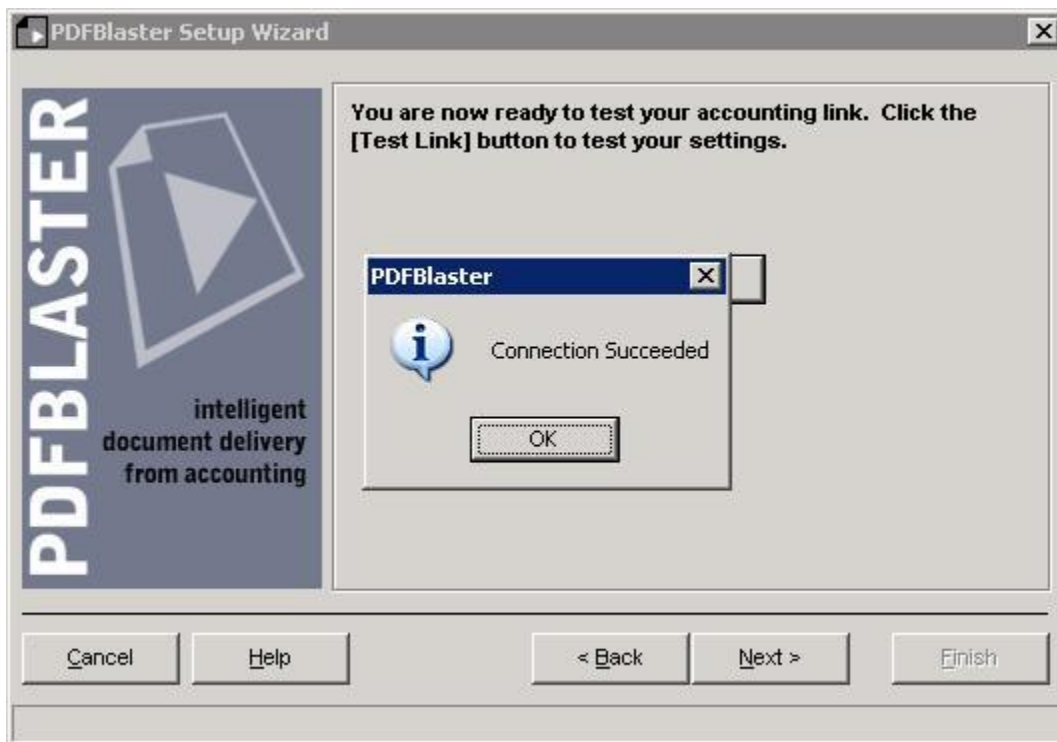 PDFBlaster Setup Wizard
PDFBLASTER
intelligent
document delivery
from accounting
You are now ready to test your accounting link. Click the
[Test Link] button to test your settings.
PDFBlaster
Connection Succeeded
OK
Cancel
Help
< Back
Next >
Finish